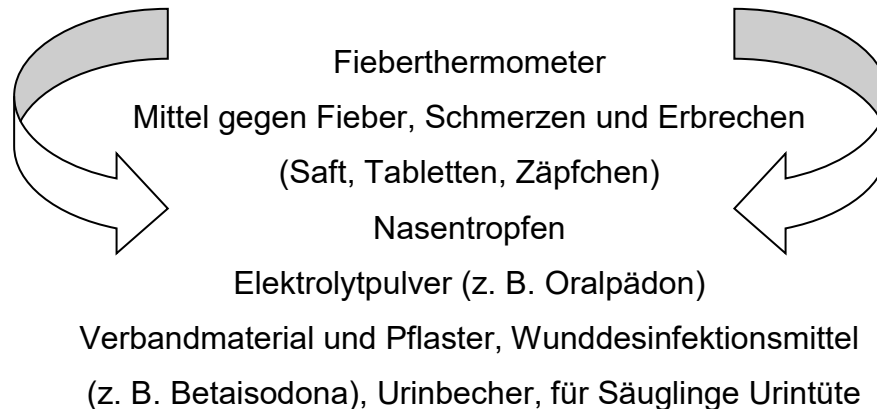 Fieberthermometer
Mittel gegen Fieber, Schmerzen und Erbrechen
(Saft, Tabletten, Zäpfchen)
Nasentropfen
Elektrolytpulver (z. B. Oralpädon)
Verbandmaterial und Pflaster, Wunddesinfektionsmittel
(z. B. Betaisodona), Urinbecher, für Säuglinge Urintüte